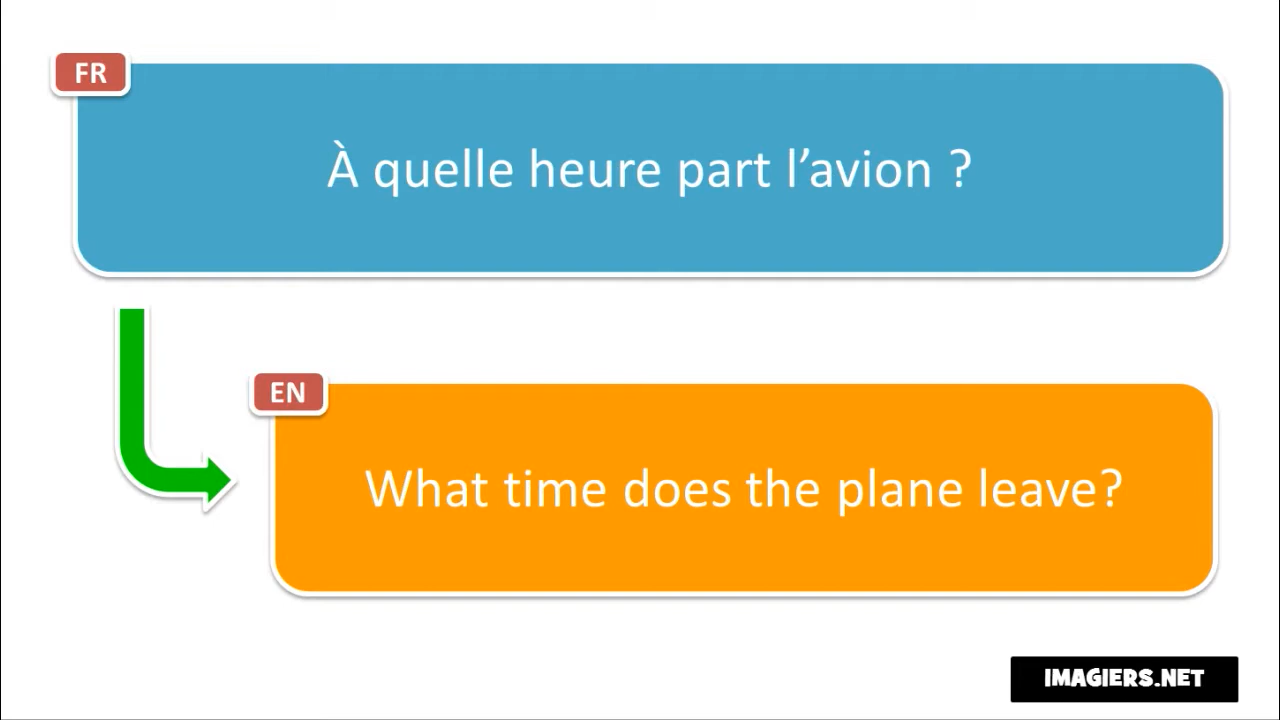 FR
À quelle heure part l’avion ?
EN
What time does the plane leave?
IMAGIERS.NET